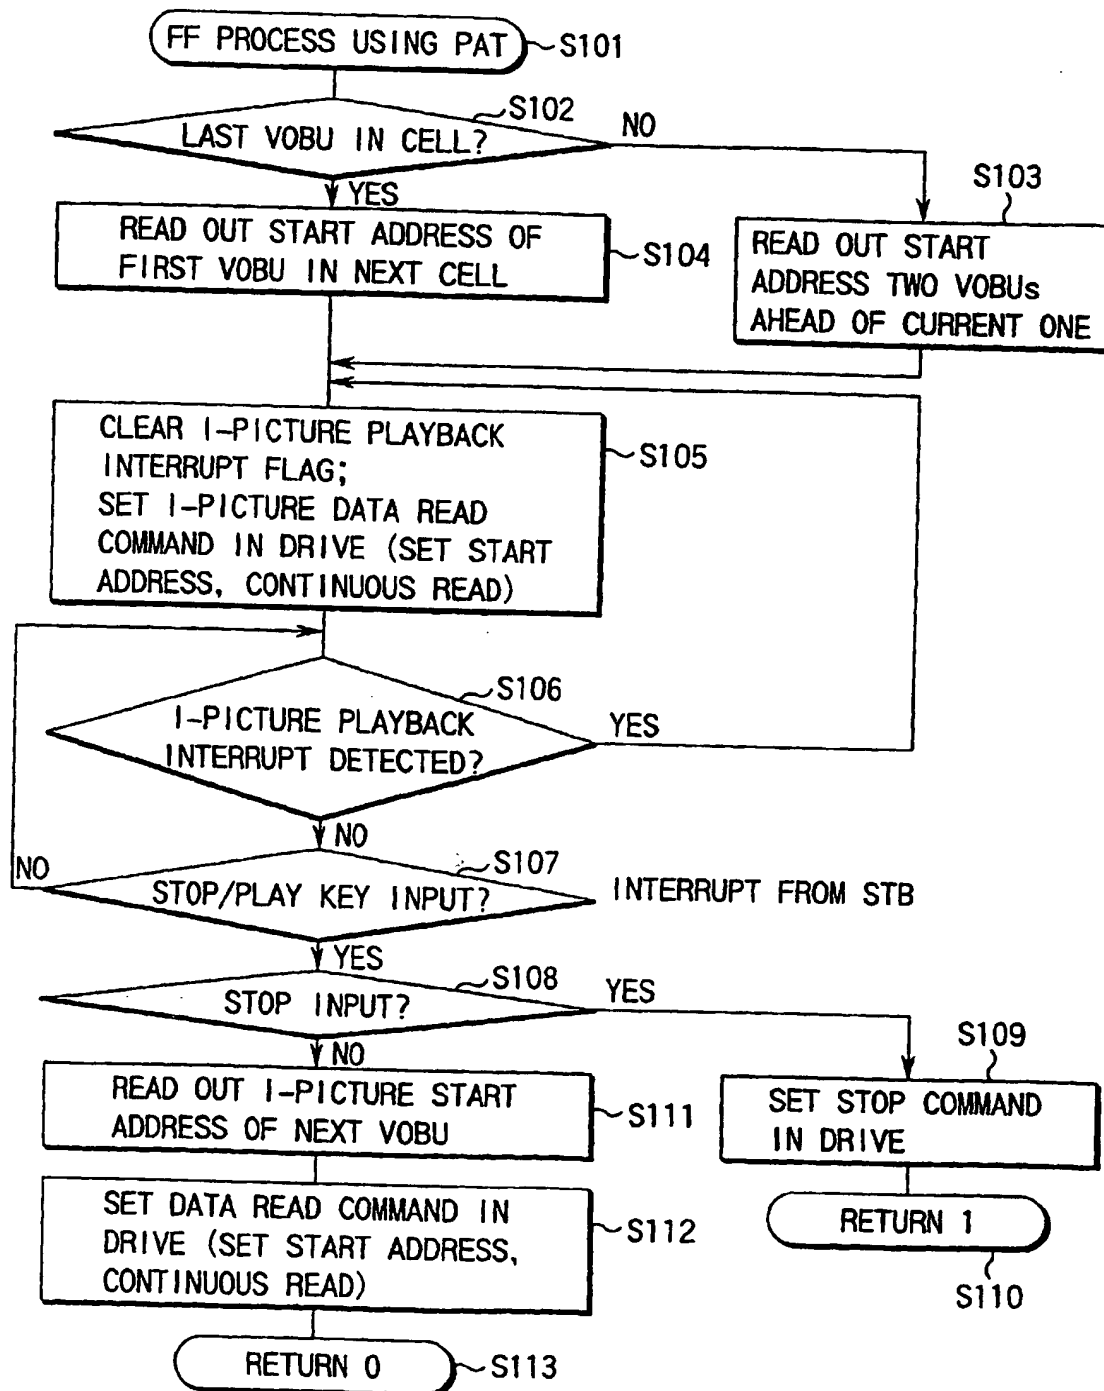 FF PROCESS USING PAT
S101
S102
LAST VOBU IN CELL?
NO
YES
S103
READ OUT START ADDRESS OF
FIRST VOBU IN NEXT CELL
S104
READ OUT START
ADDRESS TWO VOBUs
AHEAD OF CURRENT ONE
CLEAR I-PICTURE PLAYBACK
INTERRUPT FLAG;
SET I-PICTURE DATA READ
COMMAND IN DRIVE (SET START
ADDRESS, CONTINUOUS READ)
S105
S106
I-PICTURE PLAYBACK
INTERRUPT DETECTED?
YES
NO
NO
S107
STOP/PLAY KEY INPUT?
INTERRUPT FROM STB
YES
S108
STOP INPUT?
YES
NO
S109
READ OUT I-PICTURE START
ADDRESS OF NEXT VOBU
S111
SET STOP COMMAND
IN DRIVE
SET DATA READ COMMAND IN
DRIVE (SET START ADDRESS,
CONTINUOUS READ)
S112
RETURN 1
S110
RETURN 0
S113